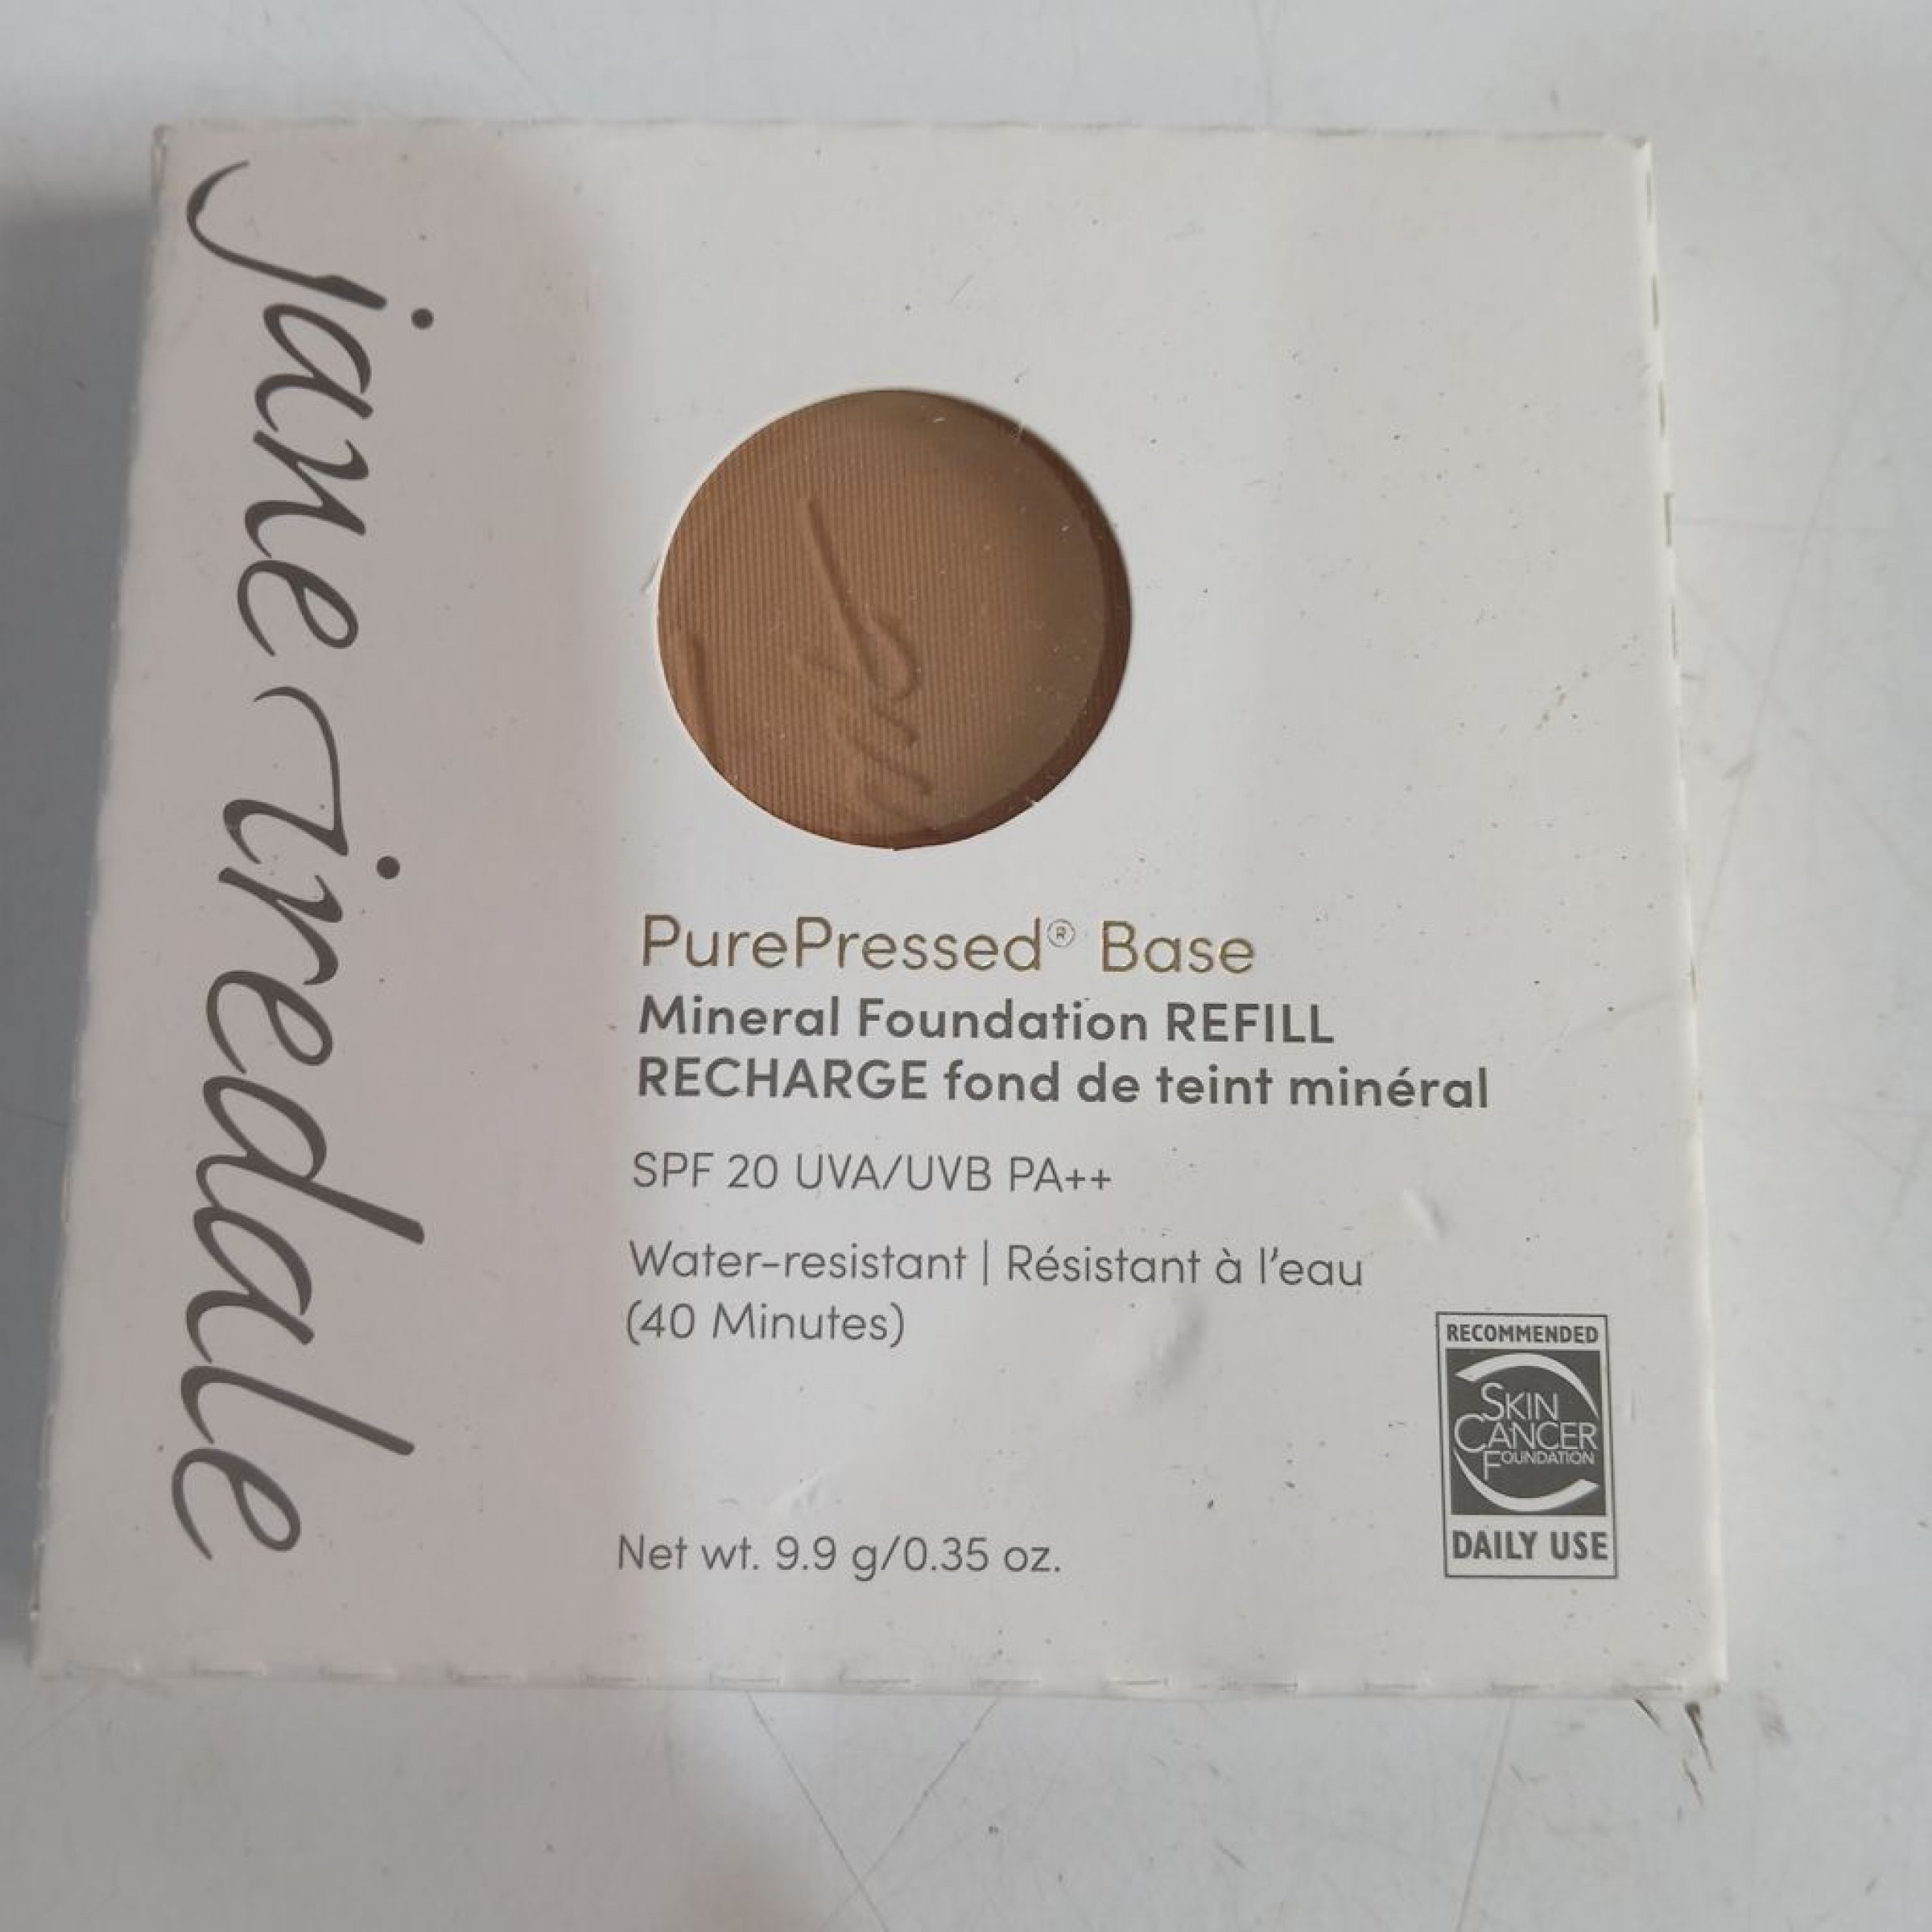 jane iredale
PurePressed® Base
Mineral Foundation REFILL
RECHARGE fond de teint minéral
SPF 20 UVA/UVB PA++
Water-resistant | Résistant à l'eau
(40 Minutes)
Net wt. 9.9 g/0.35 oz.
RECOMMENDED
SKIN
CANCER
FOUNDATION
DAILY USE